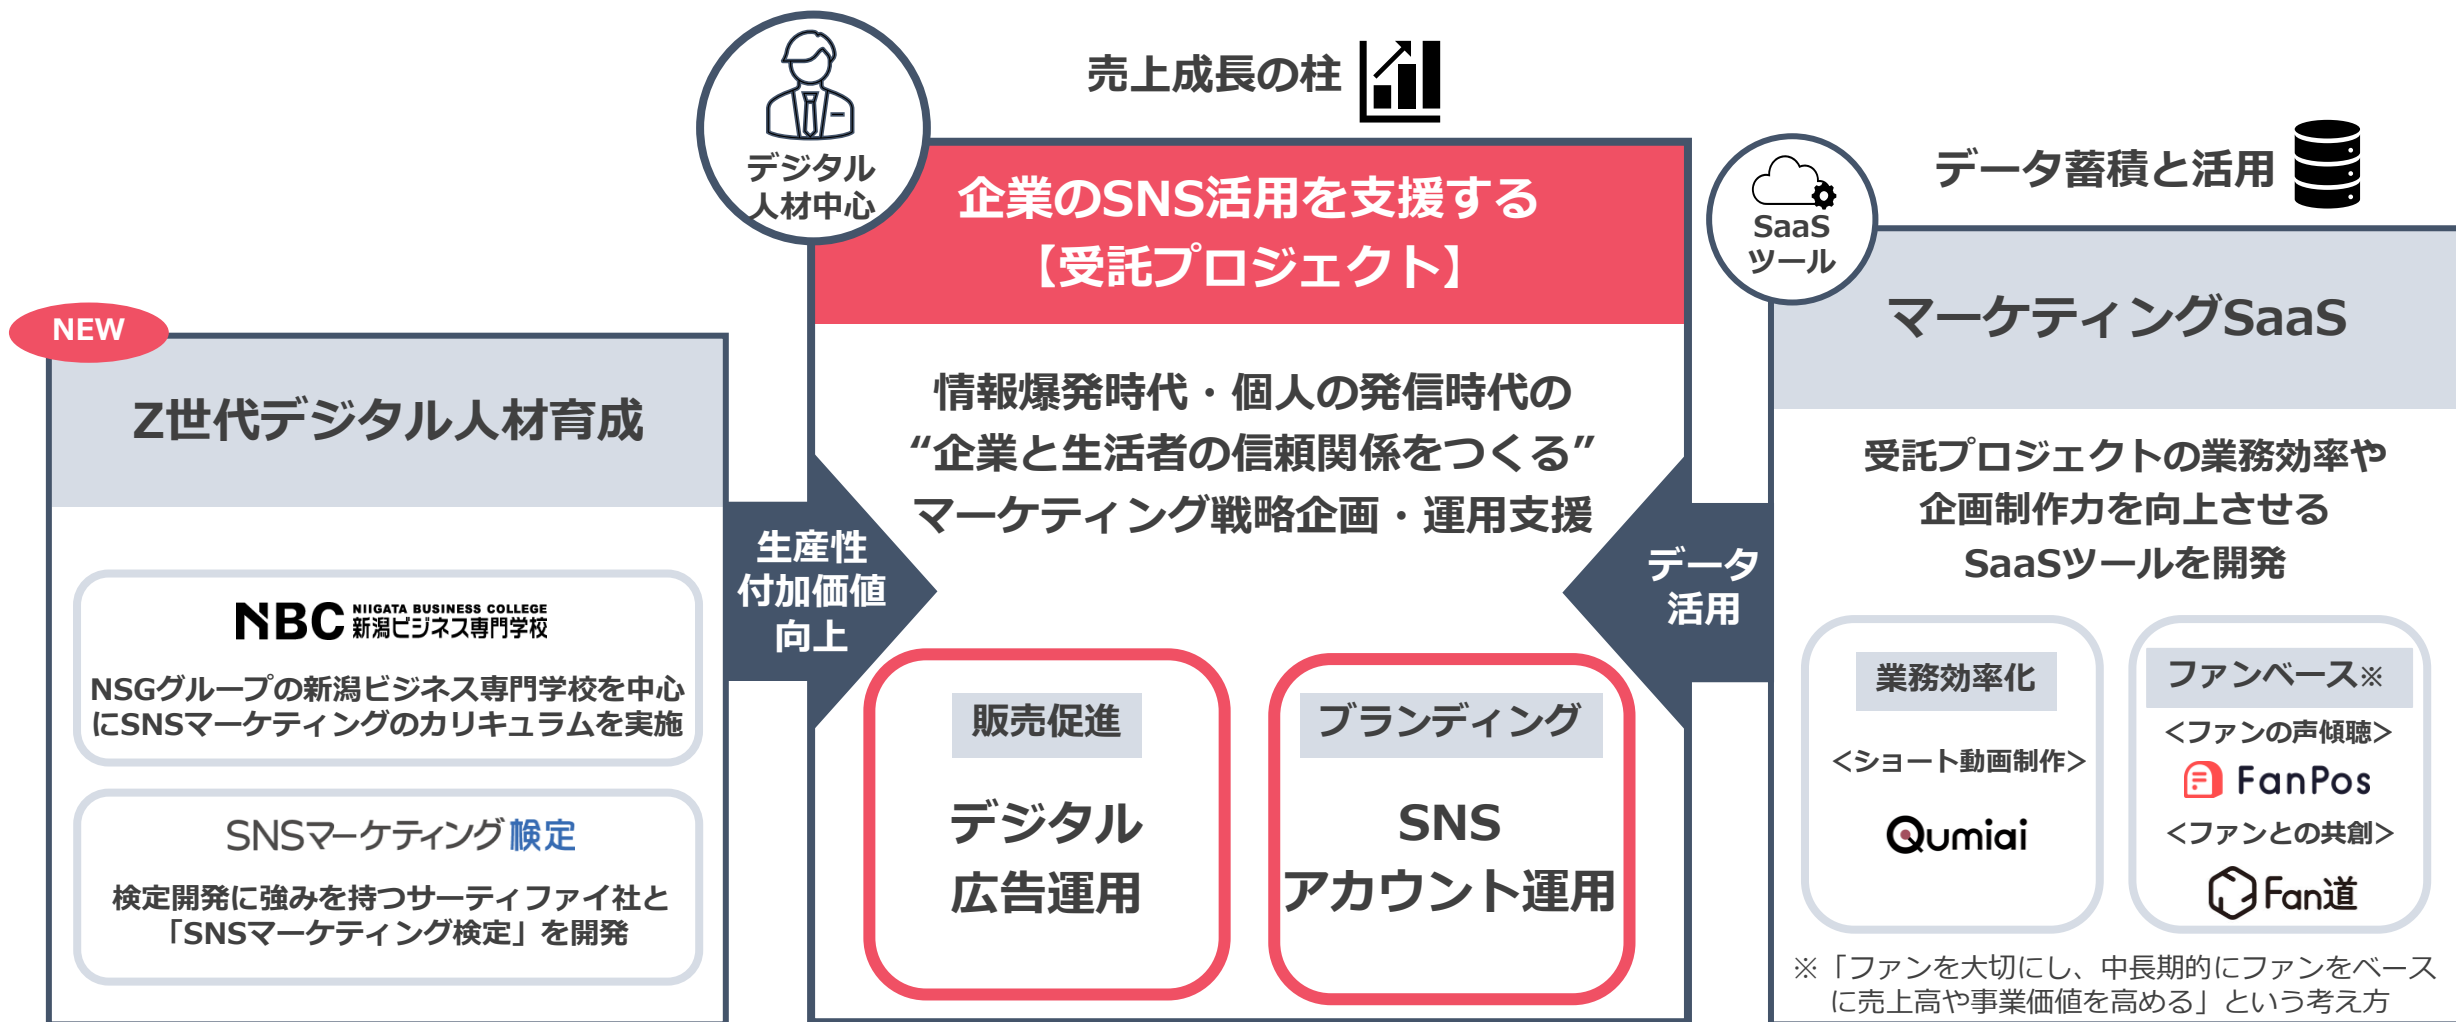 NEW
Z世代デジタル人材育成
NBC
NIIGATA BUSINESS COLLEGE
新潟ビジネス専門学校
NSGグループの新潟ビジネス専門学校を中心
にSNSマーケティングのカリキュラムを実施
SNSマーケティング検定
検定開発に強みを持つサーティファイ社と
「SNSマーケティング検定」を開発
生産性
付加価値
向上
デジタル
人材中心
売上成長の柱
企業のSNS活用を支援する
【受託プロジェクト】
情報爆発時代・個人の発信時代の
“企業と生活者の信頼関係をつくる”
マーケティング戦略企画・運用支援
販売促進
デジタル
広告運用
ブランディング
SNS
アカウント運用
データ
活用
SaaS
ツール
データ蓄積と活用
マーケティングSaaS
受託プロジェクトの業務効率や
企画制作力を向上させる
SaaSツールを開発
業務効率化
<ショート動画制作>
Qumiai
ファンベース※
<ファンの声傾聴>
FanPos
<ファンとの共創>
Fan道
※「ファンを大切にし、中長期的にファンをベース
に売上高や事業価値を高める」という考え方